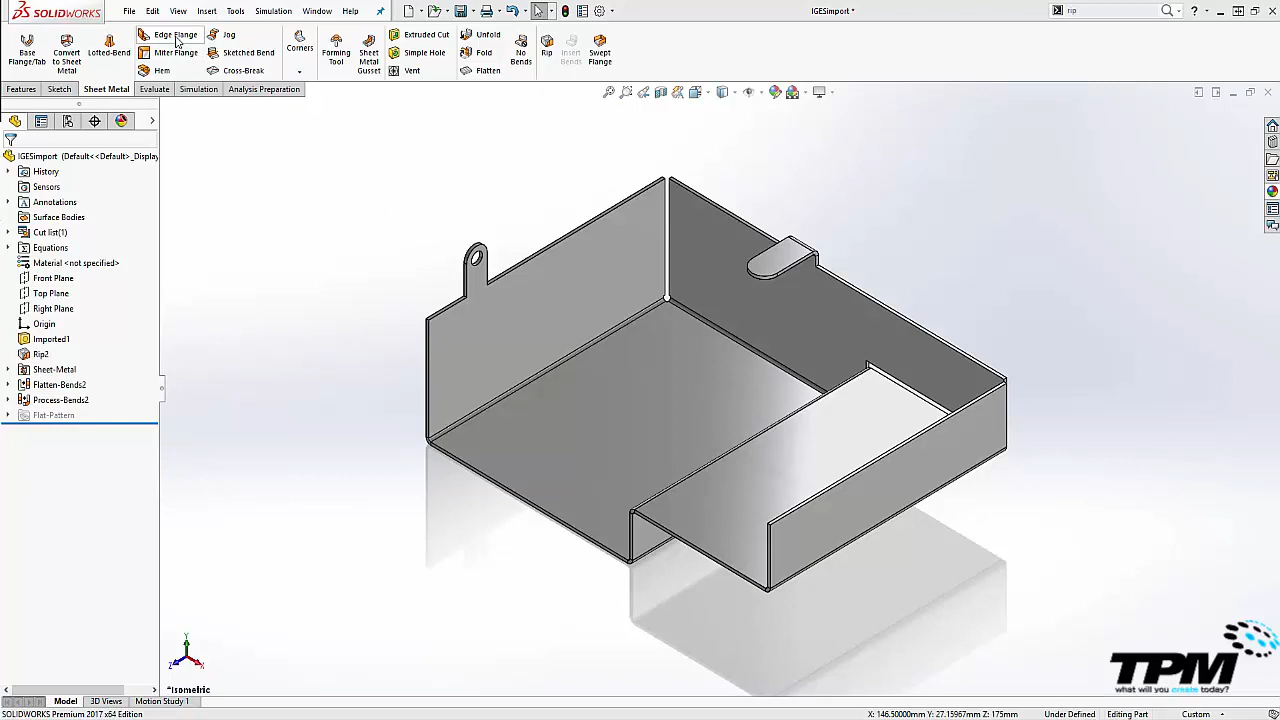 SOLIDWORKS File Edit View Insert Tools Simulation Window Help IGESimport * rip
Edge Flange Jog Extruded Cut Unfold
Base Flange/Tab Convert to Sheet Metal Lofted-Bend Miter Flange Sketched Bend Corners Forming Tool Sheet Metal Gusset Simple Hole Fold No Bends Rip Insert Bends Swept Flange
Hem Cross-Break Vent Flatten
Features Sketch Sheet Metal Evaluate Simulation Analysis Preparation
IGESimport (Default<<Default>_Display
History
Sensors
Annotations
Surface Bodies
Cut list(1)
Equations
Material <not specified>
Front Plane
Top Plane
Right Plane
Origin
Imported1
Rip2
Sheet-Metal
Flatten-Bends2
Process-Bends2
Flat-Pattern
Y
Z X
*Isometric
TPM
what will you create today?
Model 3D Views Motion Study 1
SOLIDWORKS Premium 2017 x64 Edition X: 146.50000mm Y: 27.15967mm Z: 175mm Under Defined Editing Part Custom